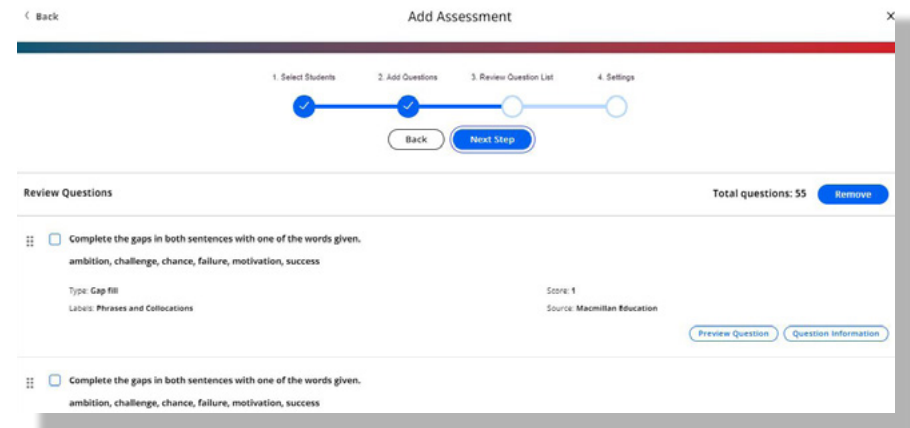 Back
Add Assessment
1. Select Students
2. Add Questions
3. Review Question List
4. Settings
Back
Next Step
Review Questions
Total questions: 55
Remove
Complete the gaps in both sentences with one of the words given.
ambition, challenge, chance, failure, motivation, success
Type: Gap fill
Score: 1
Labels: Phrases and Collocations
Source: Macmillan Education
Preview Question
Question Information
Complete the gaps in both sentences with one of the words given.
ambition, challenge, chance, failure, motivation, success